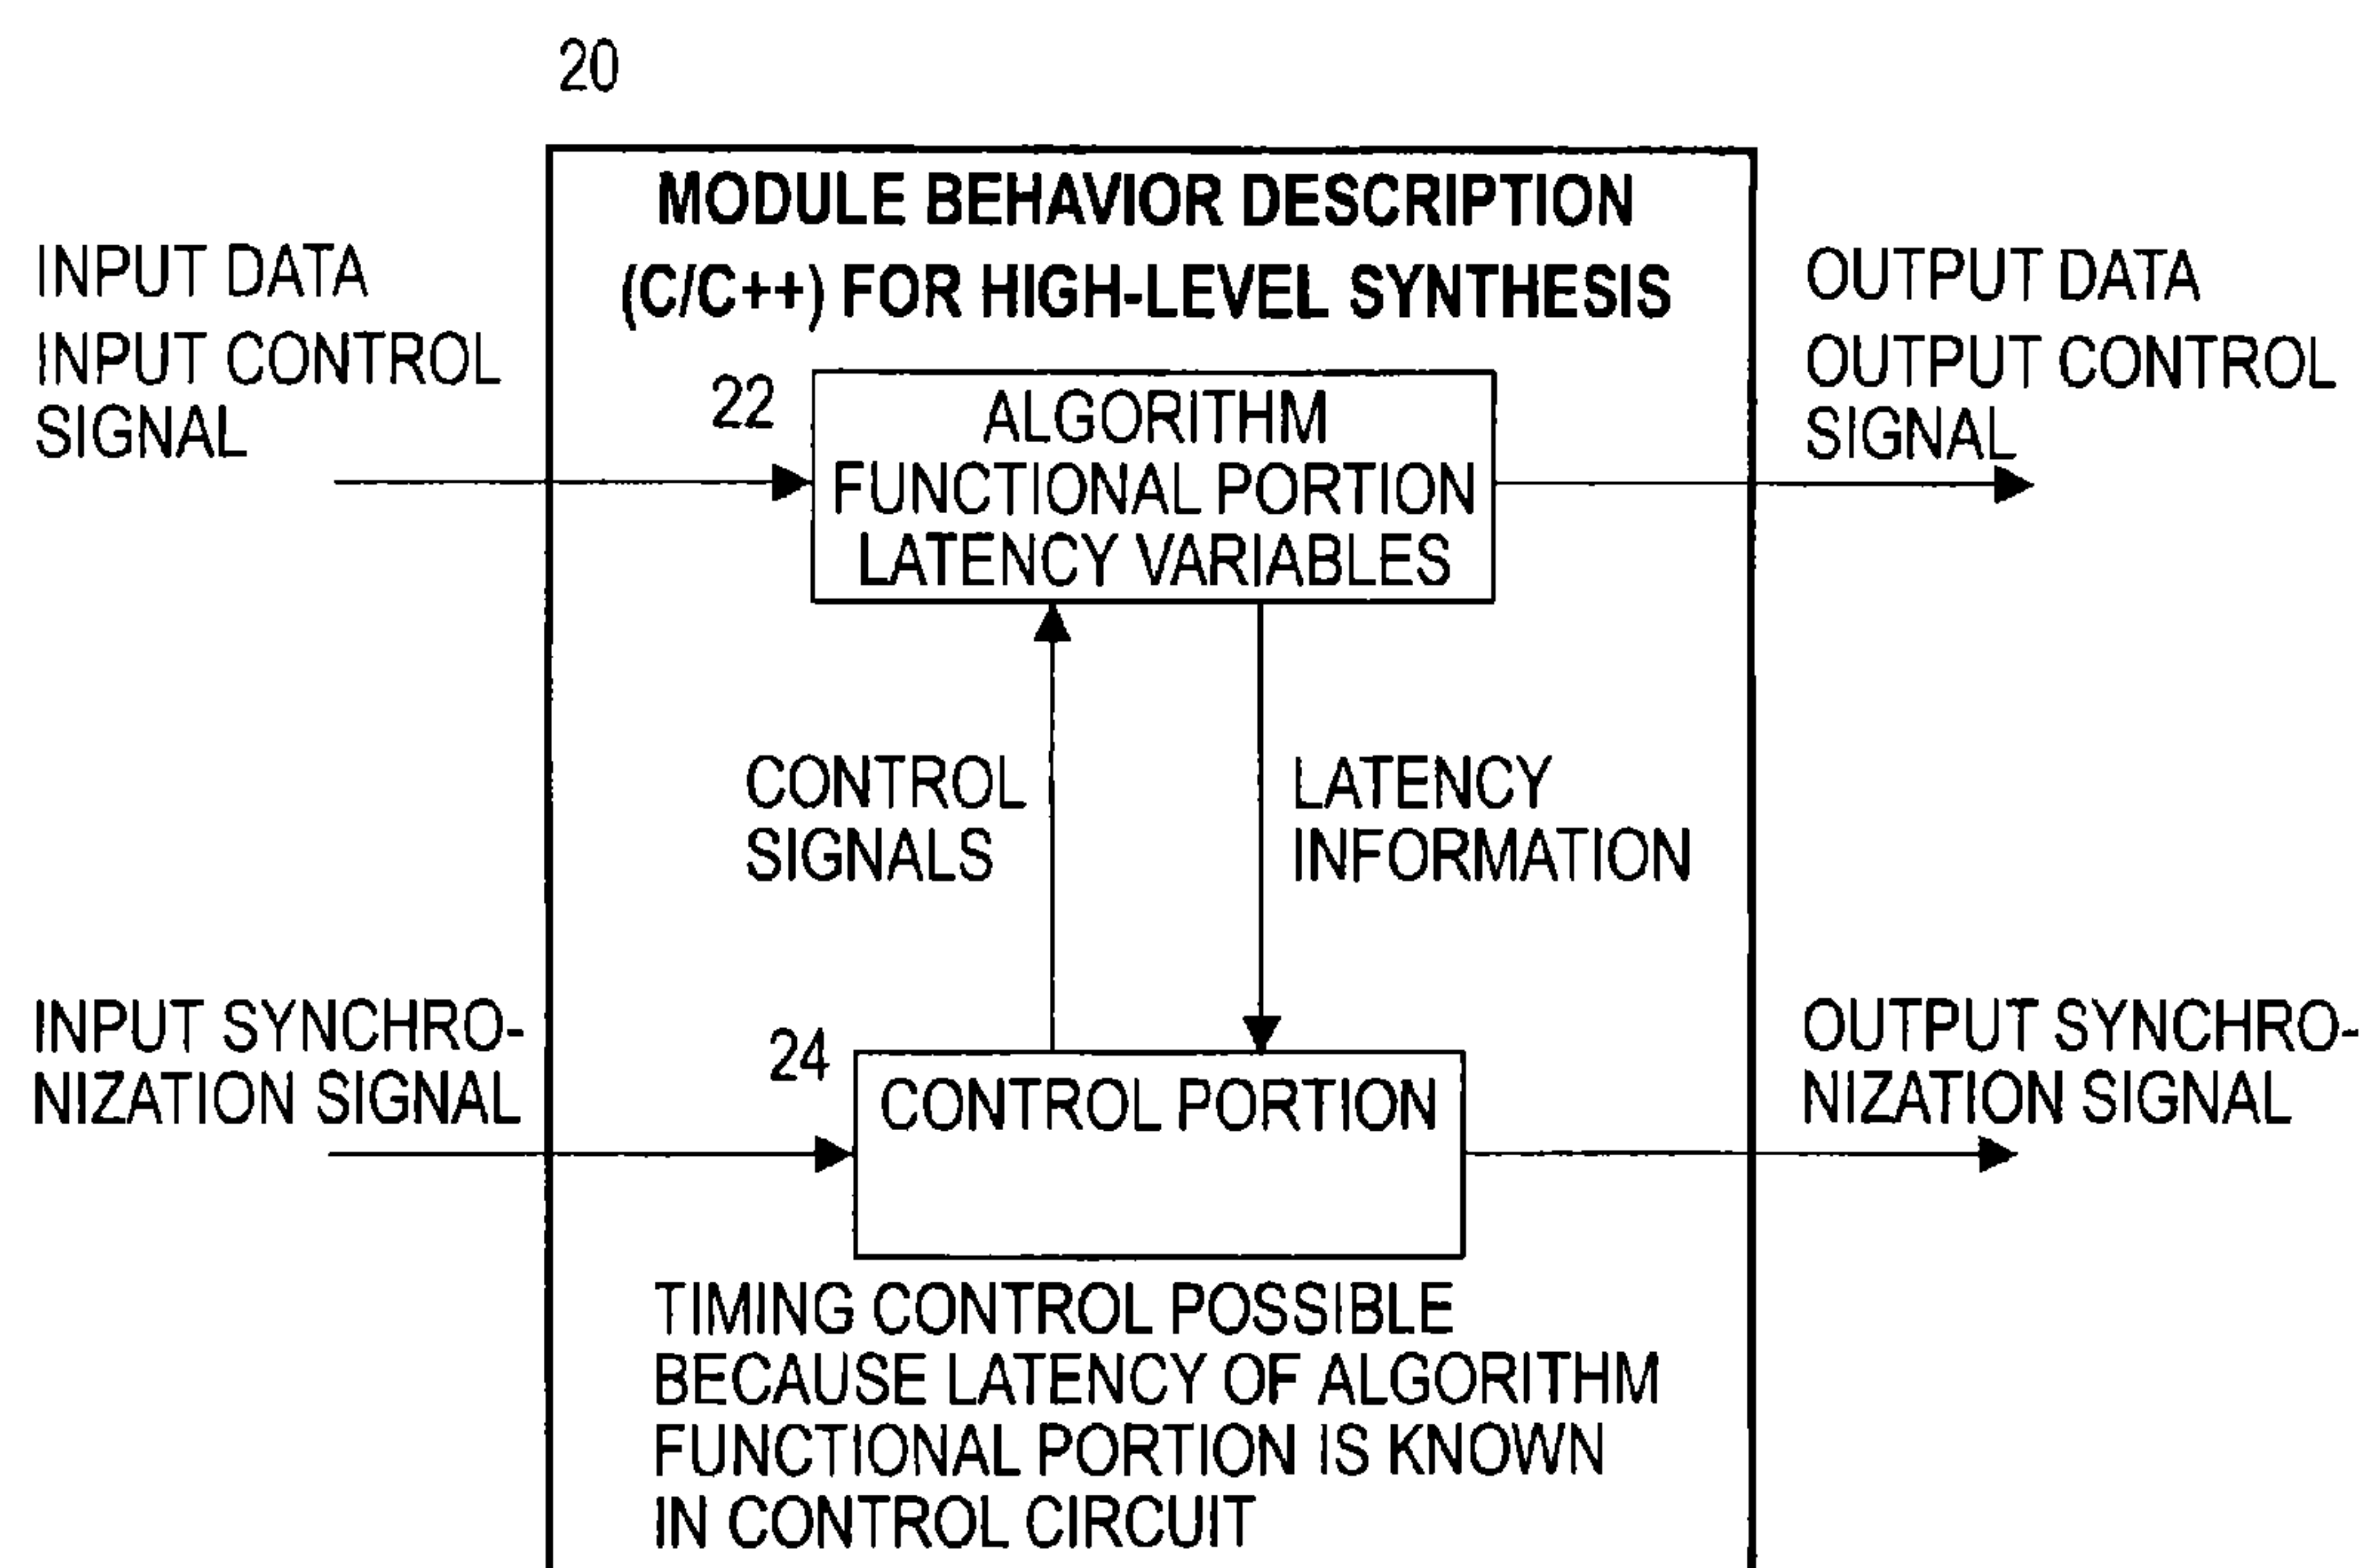 20
MODULE BEHAVIOR DESCRIPTION
(C/C++) FOR HIGH-LEVEL SYNTHESIS
INPUT DATA
INPUT CONTROL
SIGNAL
OUTPUT DATA
OUTPUT CONTROL
SIGNAL
22
ALGORITHM
FUNCTIONAL PORTION
LATENCY VARIABLES
CONTROL
SIGNALS
LATENCY
INFORMATION
INPUT SYNCHRO-
NIZATION SIGNAL
24
CONTROL PORTION
OUTPUT SYNCHRO-
NIZATION SIGNAL
TIMING CONTROL POSSIBLE
BECAUSE LATENCY OF ALGORITHM
FUNCTIONAL PORTION IS KNOWN
IN CONTROL CIRCUIT